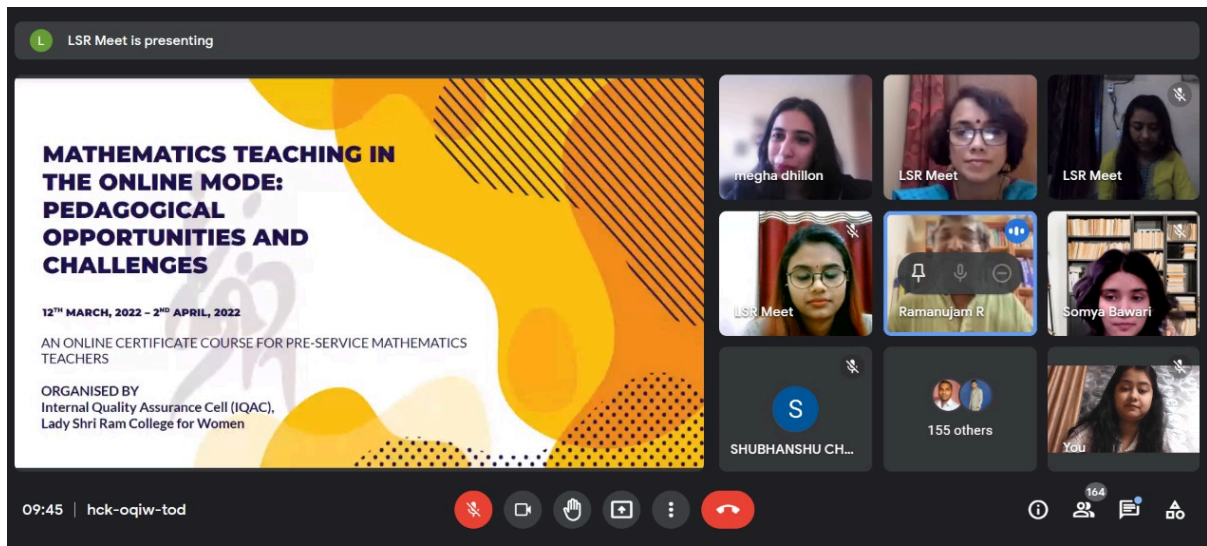 L
LSR Meet is presenting
MATHEMATICS TEACHING IN
THE ONLINE MODE:
PEDAGOGICAL
OPPORTUNITIES AND
CHALLENGES
12TH MARCH, 2022 – 2ND APRIL, 2022
AN ONLINE CERTIFICATE COURSE FOR PRE-SERVICE MATHEMATICS
TEACHERS
ORGANISED BY
Internal Quality Assurance Cell (IQAC),
Lady Shri Ram College for Women
megha dhillon
LSR Meet
LSR Meet
LSR Meet
Ramanujam R
Somya Bawari
S
SHUBHANSHU CH...
155 others
You
09:45 | hck-oqiw-tod
164